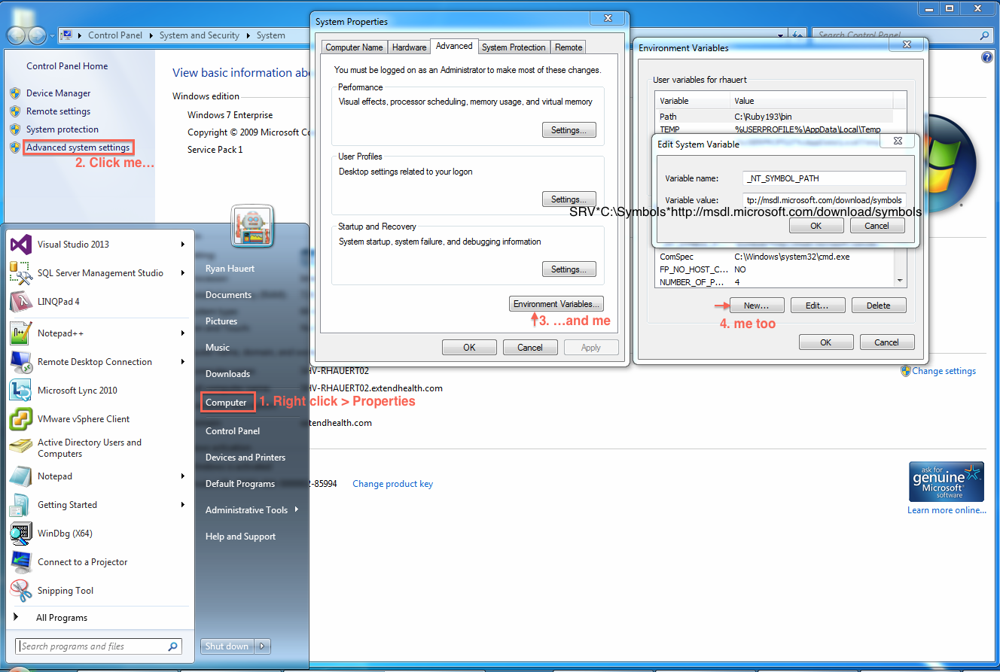 Control Panel
System and Security
System
Search Control Panel
Control Panel Home
Device Manager
Remote settings
System protection
Advanced system settings
2. Click me…
View basic information abo
Windows edition
Windows 7 Enterprise
Copyright © 2009 Microsoft Co
Service Pack 1
System Properties
Computer Name
Hardware
Advanced
System Protection
Remote
You must be logged on as an Administrator to make most of these changes.
Performance
Visual effects, processor scheduling, memory usage, and virtual memory
Settings...
User Profiles
Desktop settings related to your logon
Settings...
Startup and Recovery
System startup, system failure, and debugging information
Settings...
Environment Variables...
3. …and me
OK
Cancel
Apply
Environment Variables
User variables for rhauert
Variable Value
Path C:\Ruby193\bin
TEMP %USERPROFILE%\AppData\Local\Temp
Edit System Variable
Variable name: _NT_SYMBOL_PATH
Variable value: tp://msdl.microsoft.com/download/symbols
SRV*C:\Symbols*http://msdl.microsoft.com/download/symbols
OK
Cancel
ComSpec C:\Windows\system32\cmd.exe
FP_NO_HOST_C... NO
NUMBER_OF_P... 4
New...
Edit...
Delete
4. me too
OK
Cancel
Visual Studio 2013
SQL Server Management Studio
LINQPad 4
Notepad++
Remote Desktop Connection
Microsoft Lync 2010
VMware vSphere Client
Active Directory Users and
Computers
Notepad
Getting Started
WinDbg (X64)
Connect to a Projector
Snipping Tool
All Programs
Search programs and files
Ryan Hauert
Documents
Pictures
Music
Downloads
Computer
1. Right click > Properties
Control Panel
Devices and Printers
Default Programs
Administrative Tools
Help and Support
Shut down
HV-RHAUERT02
HV-RHAUERT02.extendhealth.com
tendhealth.com
Change settings
2-85994
Change product key
ask for
genuine
Microsoft
software
Learn more online...